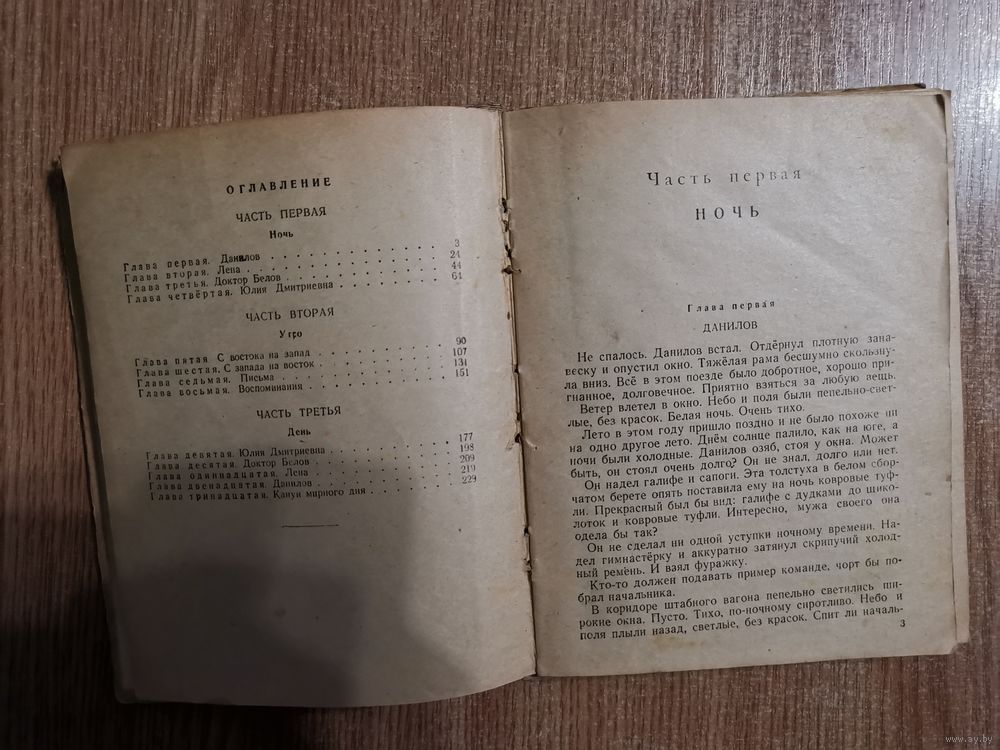 ОГЛАВЛЕНИЕ
ЧАСТЬ ПЕРВАЯ
Ночь
Глава первая. Данилов . . . . . . . . . . . . . . 3
Глава вторая. Лена . . . . . . . . . . . . . . 24
Глава третья. Доктор Белов . . . . . . . . . . . . 44
Глава четвёртая. Юлия Дмитриевна . . . . . . . . . 64
ЧАСТЬ ВТОРАЯ
Утро
Глава пятая. С востока на запад . . . . . . . . . . 90
Глава шестая. С запада на восток . . . . . . . . . . 107
Глава седьмая. Письма . . . . . . . . . . . . . 131
Глава восьмая. Воспоминания . . . . . . . . . . . 151
ЧАСТЬ ТРЕТЬЯ
День
Глава девятая. Юлия Дмитриевна . . . . . . . . . . 177
Глава десятая. Доктор Белов . . . . . . . . . . . 198
Глава одиннадцатая. Лена . . . . . . . . . . . . 209
Глава двенадцатая. Данилов . . . . . . . . . . . 219
Глава тринадцатая. Канун мирного дня . . . . . . . . 229
Часть первая
НОЧЬ
Глава первая
ДАНИЛОВ
Не спалось. Данилов встал. Отдёрнул плотную зана-
веску и опустил окно. Тяжёлая рама бесшумно скользну-
ла вниз. Всё в этом поезде было добротное, хорошо при-
гнанное, долговечное. Приятно взяться за любую вещь.
Ветер влетел в окно. Небо и поля были пепельно-свет-
лые, без красок. Белая ночь. Очень тихо.
Лето в этом году пришло поздно и не было похоже ни
на одно другое лето. Днём солнце палило, как на юге, а
ночи были холодные. Данилов озяб, стоя у окна. Может
быть, он стоял очень долго? Он не знал, долго или нет.
Он надел галифе и сапоги. Эта толстуха в белом сбор-
чатом берете опять поставила ему на ночь ковровые туф-
ли. Прекрасный был бы вид: галифе с дудками до щико-
лоток и ковровые туфли. Интересно, мужа своего она
одела бы так?
Он не сделал ни одной уступки ночному времени. На-
дел гимнастёрку и аккуратно затянул скрипучий холод-
ный ремень. И взял фуражку.
Кто-то должен подавать пример команде, чорт бы по-
брал начальника.
В коридоре штабного вагона пепельно светились ши-
рокие окна. Пусто. Тихо, по-ночному сиротливо. Небо и
поля плыли назад, светлые, без красок. Спит ли началь-
3
www.ay.by